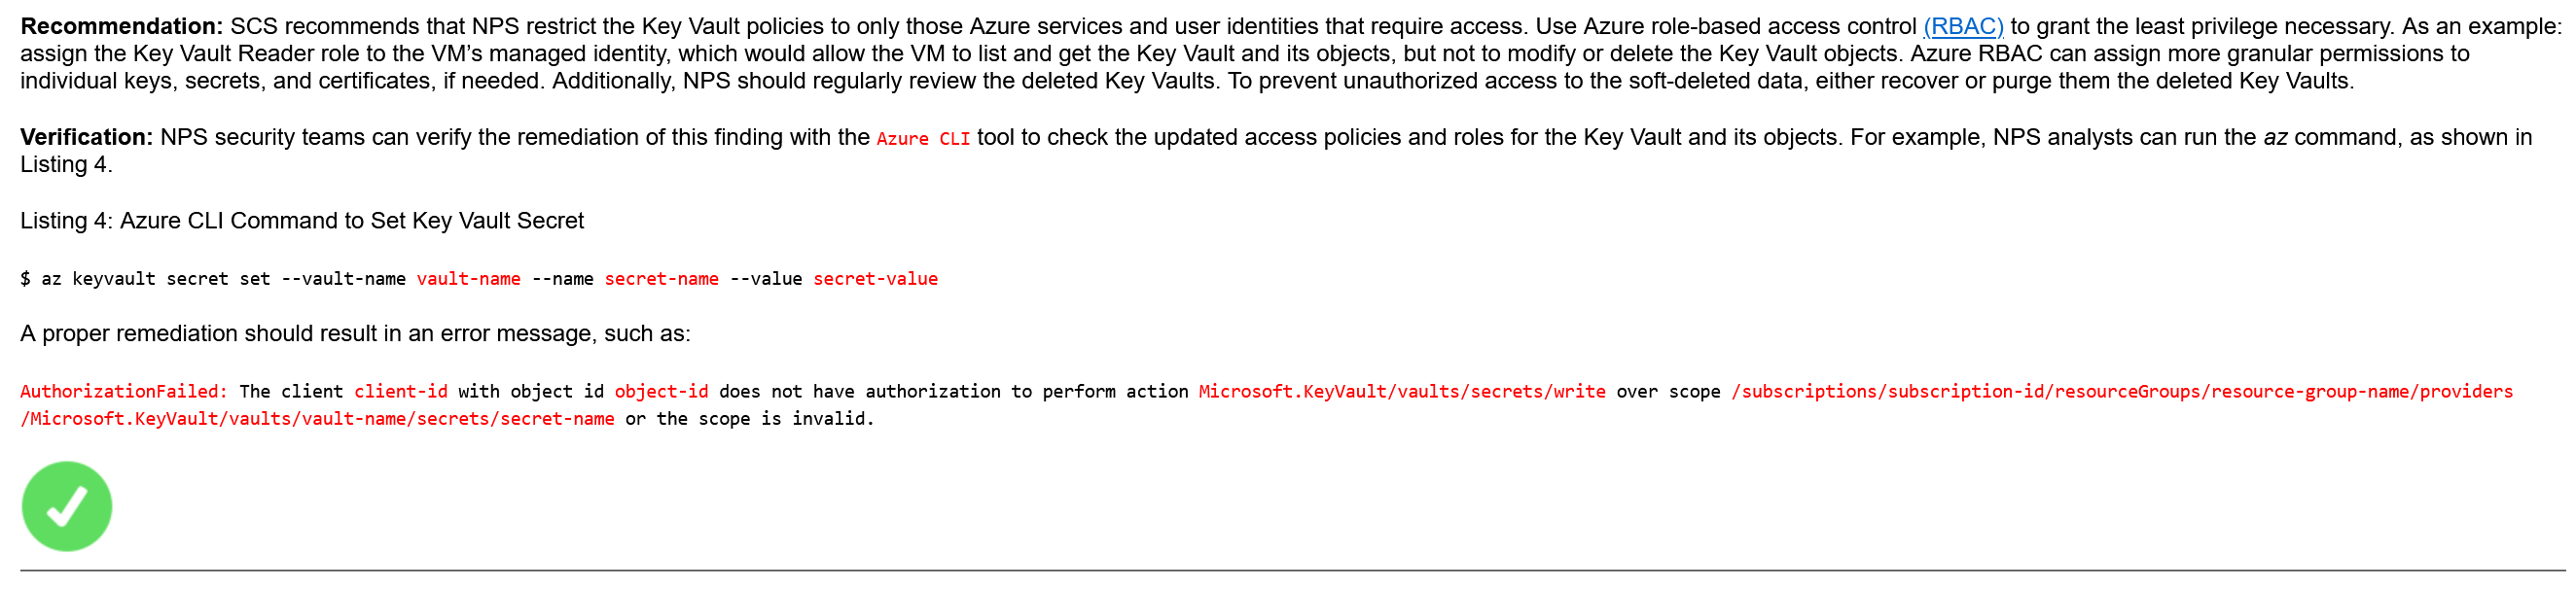 Recommendation: SCS recommends that NPS restrict the Key Vault policies to only those Azure services and user identities that require access. Use Azure role-based access control (RBAC) to grant the least privilege necessary. As an example:
assign the Key Vault Reader role to the VM’s managed identity, which would allow the VM to list and get the Key Vault and its objects, but not to modify or delete the Key Vault objects. Azure RBAC can assign more granular permissions to
individual keys, secrets, and certificates, if needed. Additionally, NPS should regularly review the deleted Key Vaults. To prevent unauthorized access to the soft-deleted data, either recover or purge them the deleted Key Vaults.
Verification: NPS security teams can verify the remediation of this finding with the Azure CLI tool to check the updated access policies and roles for the Key Vault and its objects. For example, NPS analysts can run the az command, as shown in
Listing 4.
Listing 4: Azure CLI Command to Set Key Vault Secret
$ az keyvault secret set --vault-name vault-name --name secret-name --value secret-value
A proper remediation should result in an error message, such as:
AuthorizationFailed: The client client-id with object id object-id does not have authorization to perform action Microsoft.KeyVault/vaults/secrets/write over scope /subscriptions/subscription-id/resourceGroups/resource-group-name/providers
/Microsoft.KeyVault/vaults/vault-name/secrets/secret-name or the scope is invalid.